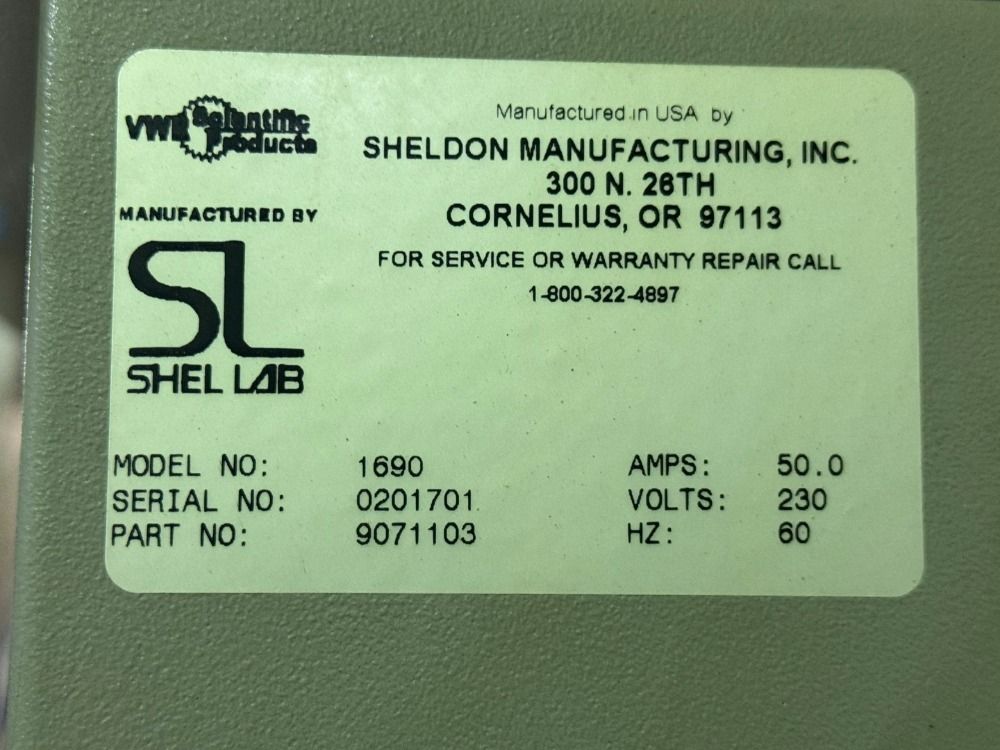 VWR Scientific Products
Manufactured in USA by
SHELDON MANUFACTURING, INC.
300 N. 26TH
CORNELIUS, OR 97113
FOR SERVICE OR WARRANTY REPAIR CALL
1-800-322-4897
MANUFACTURED BY
SL
SHEL LAB
MODEL NO: 1690 AMPS: 50.0
SERIAL NO: 0201701 VOLTS: 230
PART NO: 9071103 HZ: 60